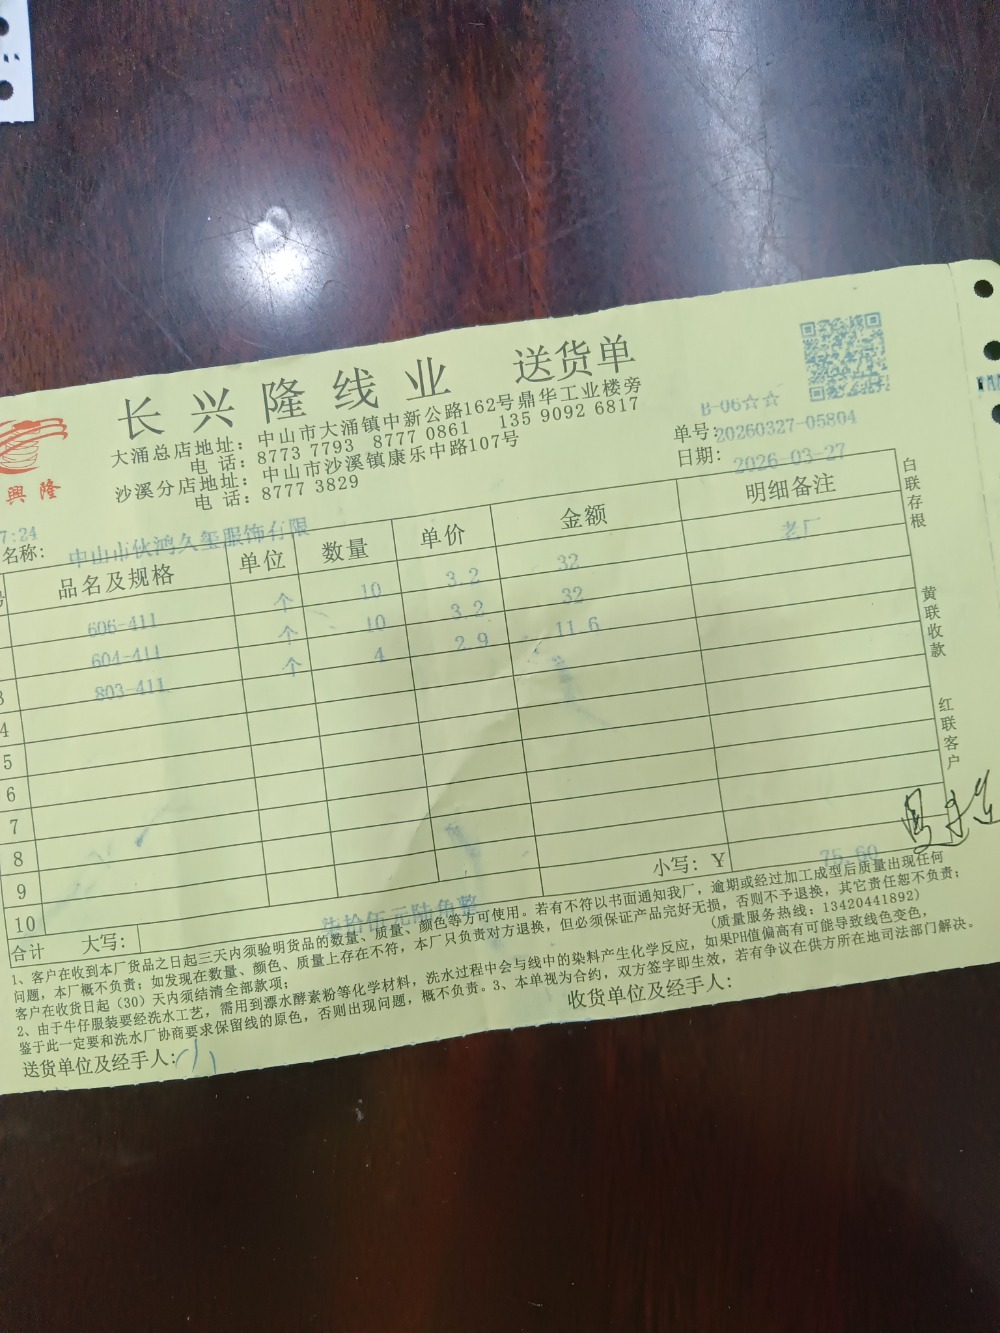 长兴隆线业 送货单
大涌总店地址：中山市大涌镇中新公路162号鼎华工业楼旁
电 话：8773 7793 8777 0861 135 9092 6817
沙溪分店地址：中山市沙溪镇康乐中路107号
电 话：8777 3829
興隆
B-06☆☆
单号：20260327-05804
日期：2026-03-27
7:24
名称：中山市伙鸿久玺服饰有限
品名及规格 单位 数量 单价 金额 明细备注
606-411 个 10 3.2 32 老厂
604-411 个 10 3.2 32
3 803-411 个 4 2.9 11.6
4
5
6
7
8
9
10
合计 大写：柒拾伍元陆角整 小写：￥ 75.60
白联存根
黄联收款
红联客户
1、客户在收到本厂货品之日起三天内须验明货品的数量、质量、颜色等方可使用。若有不符以书面通知我厂，逾期或经过加工成型后质量出现任何
问题，本厂概不负责；如发现在数量、颜色、质量上存在不符，本厂只负责对方退换，但必须保证产品完好无损，否则不予退换，其它责任恕不负责；
客户在收货日起（30）天内须结清全部款项； （质量服务热线：13420441892）
2、由于牛仔服装要经洗水工艺，需用到漂水酵素粉等化学材料，洗水过程中会与线中的染料产生化学反应，如果PH值偏高有可能导致线色变色，
鉴于此一定要和洗水厂协商要求保留线的原色，否则出现问题，概不负责。3、本单视为合约，双方签字即生效，若有争议在供方所在地司法部门解决。
送货单位及经手人： 收货单位及经手人：